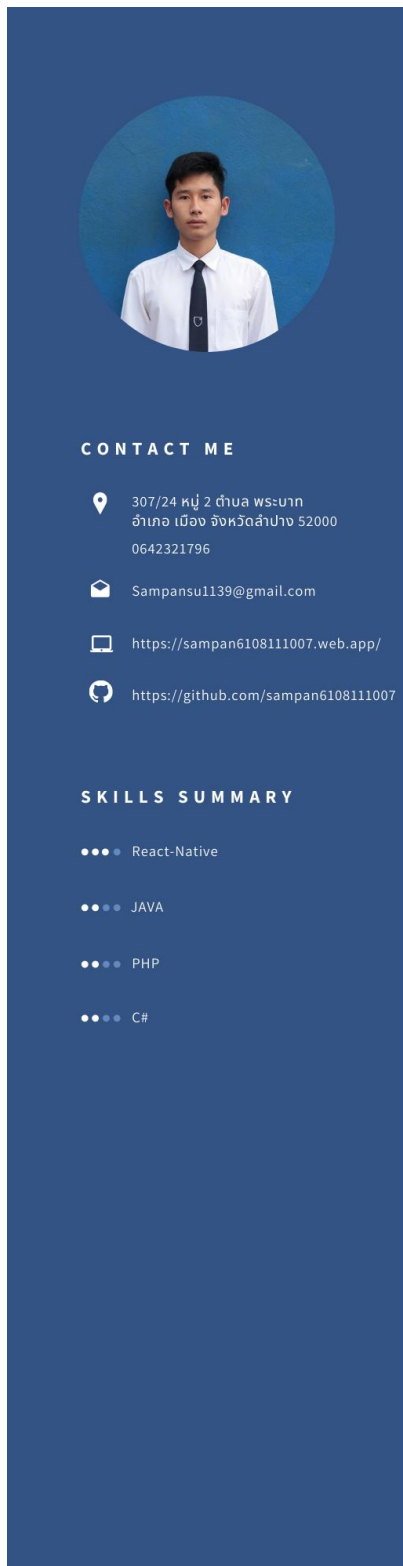 CONTACT ME
307/24 หมู่ 2 ตำบล พระบาท
อำเภอ เมือง จังหวัดลำปาง 52000
0642321796
Sampansu1139@gmail.com
https://sampan6108111007.web.app/
https://github.com/sampan6108111007
SKILLS SUMMARY
React-Native
JAVA
PHP
C#